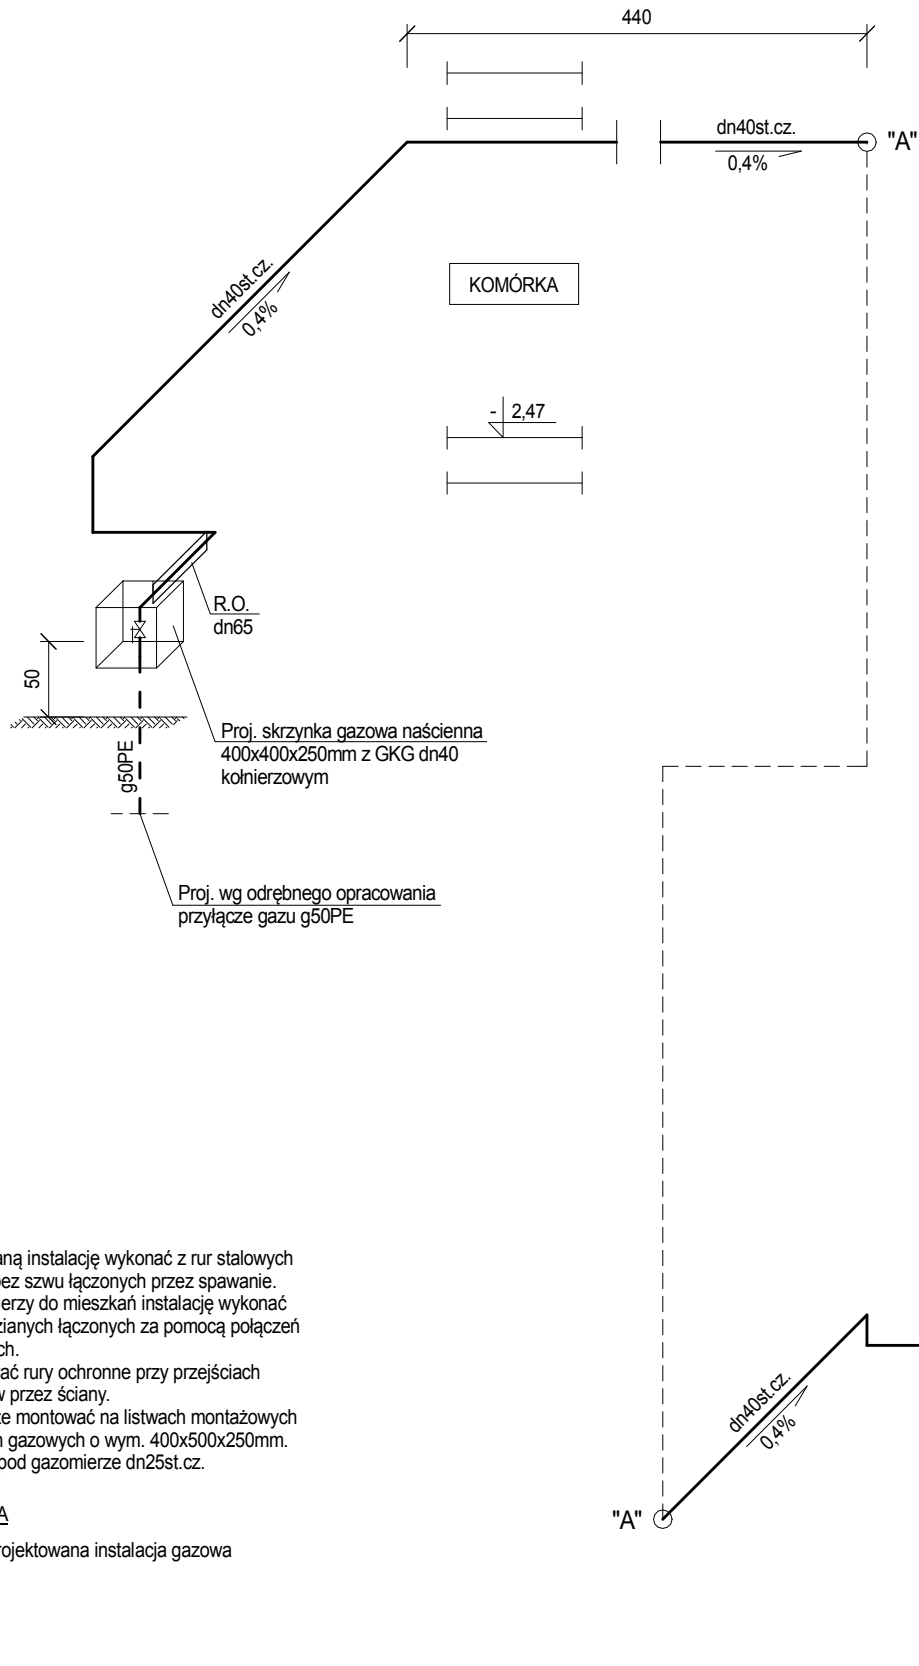 440
dn40st.cz.
0,4%
"A"
dn40st.cz.
0,4%
KOMÓRKA
- 2,47
R.O.
dn65
50
Proj. skrzynka gazowa naścienna
400x400x250mm z GKG dn40
kołnierzowym
g50PE
Proj. wg odrębnego opracowania
przyłącze gazu g50PE
aną instalację wykonać z rur stalowych
bez szwu łączonych przez spawanie.
ierzy do mieszkań instalację wykonać
zianych łączonych za pomocą połączeń
ch.
ać rury ochronne przy przejściach
w przez ściany.
ze montować na listwach montażowych
h gazowych o wym. 400x500x250mm.
pod gazomierze dn25st.cz.
A
rojektowana instalacja gazowa
dn40st.cz.
0,4%
"A"